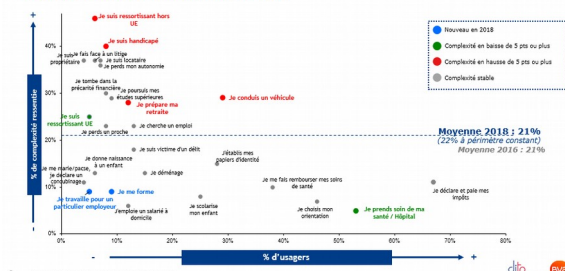 +
% de complexité ressentie
-
40%
30%
20%
10%
0%
0%
10%
20%
30%
40%
50%
60%
70%
80%
-
% d'usagers
+
Nouveau en 2018
Complexité en baisse de 5 pts ou plus
Complexité en hausse de 5 pts ou plus
Complexité stable
Je suis ressortissant hors
UE
Je suis handicapé
Je suis
propriétaire
Je fais face à un litige
Je suis locataire
Je perds mon autonomie
Je tombe dans la
précarité financière
Je poursuis mes
études supérieures
Je prépare ma
retraite
Je conduis un véhicule
Je suis
ressortissant UE
Je perds un proche
Je cherche un emploi
Moyenne 2018 : 21%
(22% à périmètre constant)
Moyenne 2016 : 21%
Je suis victime d'un délit
J'établis mes
papiers d'identité
Je donne naissance
à un enfant
Je déménage
Je me marie/pacse,
je déclare un
concubinage
Je me fais rembourser mes soins
de santé
Je déclare et paie mes
impôts
Je travaille pour un
particulier employeur
Je me forme
J'emploie un salarié à
domicile
Je scolarise
mon enfant
Je choisis mon
orientation
Je prends soin de ma
santé / Hôpital
dito